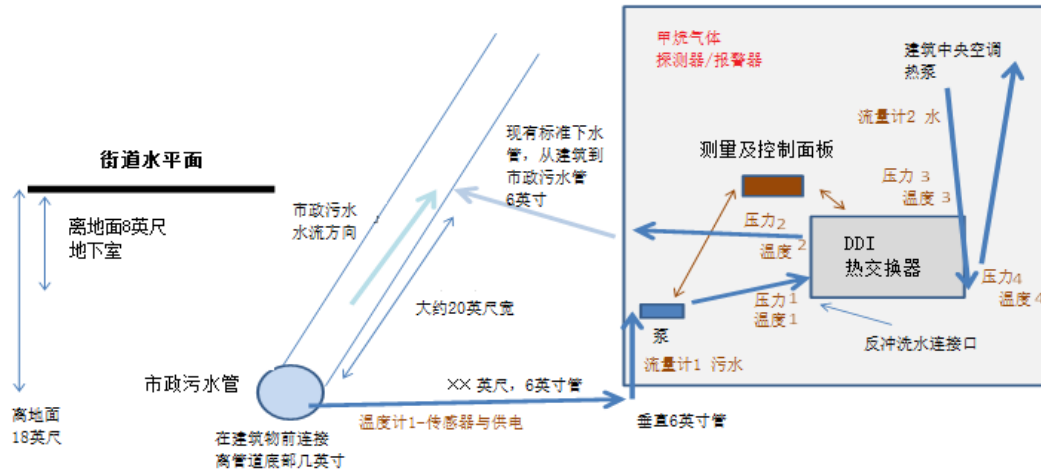 甲烷气体
探测器/报警器
建筑中央空调
热泵
流量计2 水
现有标准下水
管，从建筑到
市政污水管
6英寸
测量及控制面板
街道水平面
压力 3
温度 3
市政污水
水流方向
离地面8英尺
地下室
压力2
温度 2
DDI
热交换器
压力4
温度 4
大约20英尺宽
压力1
温度1
泵
反冲洗水连接口
流量计1 污水
市政污水管
×× 英尺，6英寸管
离地面
18英尺
温度计1-传感器与供电
垂直6英寸管
在建筑物前连接
离管道底部几英寸